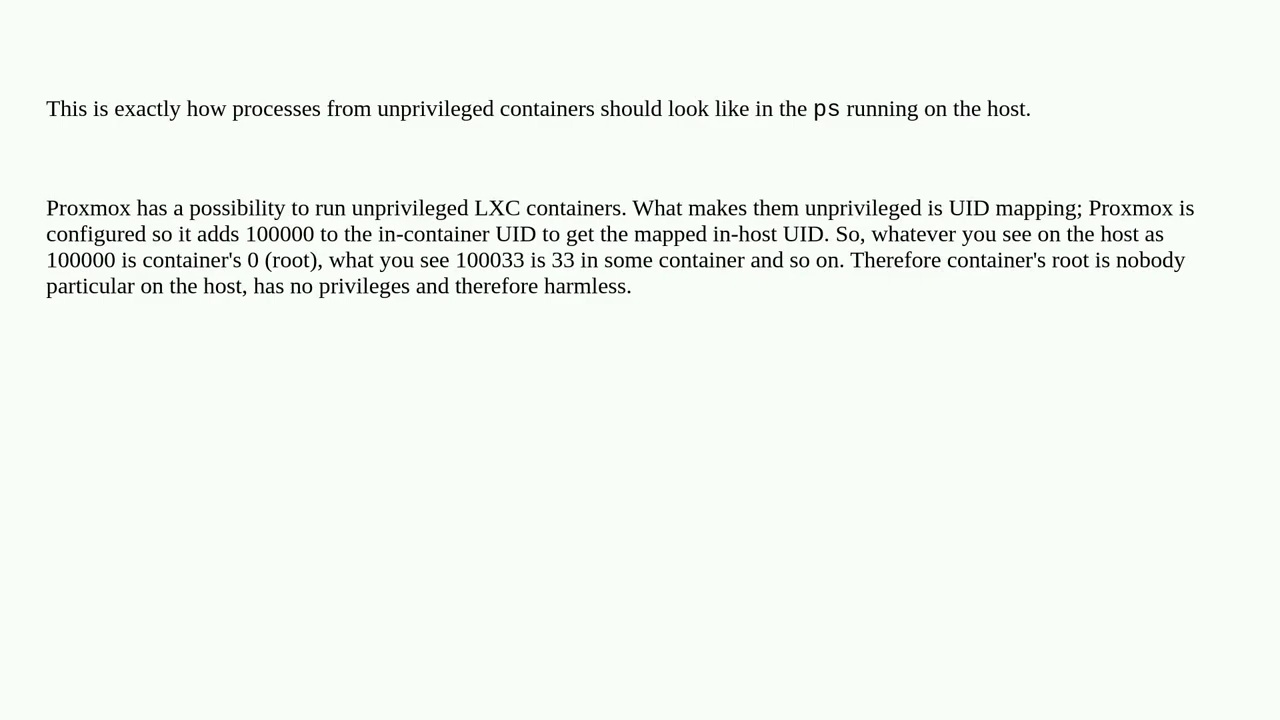 This is exactly how processes from unprivileged containers should look like in the ps running on the host.
Proxmox has a possibility to run unprivileged LXC containers. What makes them unprivileged is UID mapping; Proxmox is
configured so it adds 100000 to the in-container UID to get the mapped in-host UID. So, whatever you see on the host as
100000 is container's 0 (root), what you see 100033 is 33 in some container and so on. Therefore container's root is nobody
particular on the host, has no privileges and therefore harmless.